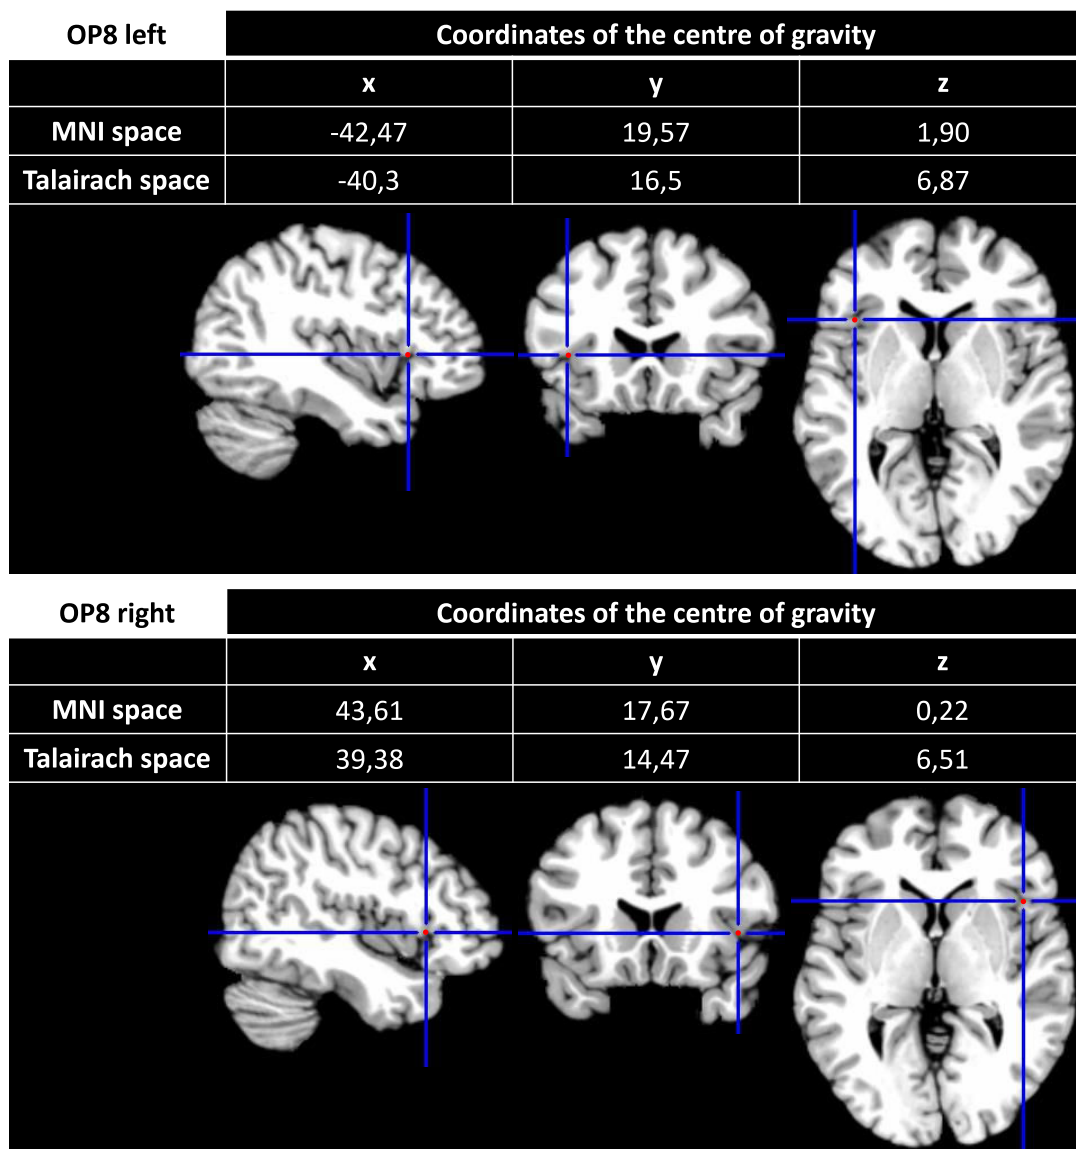 OP8 left Coordinates of the centre of gravity
x y z
MNI space -42,47 19,57 1,90
Talairach space -40,3 16,5 6,87
OP8 right Coordinates of the centre of gravity
x y z
MNI space 43,61 17,67 0,22
Talairach space 39,38 14,47 6,51